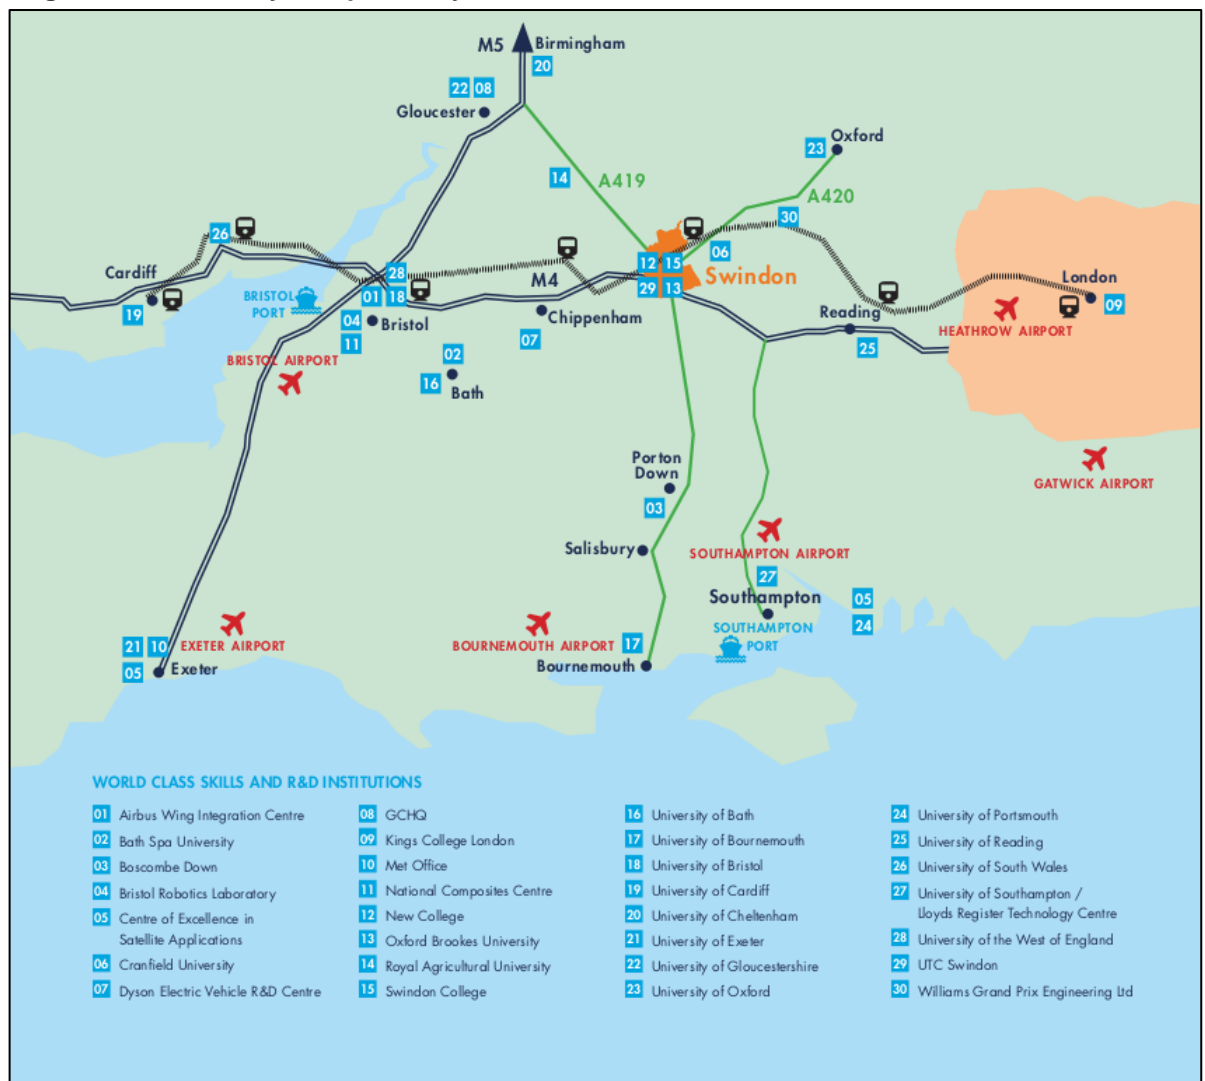 M5
Birmingham
20
22 08
Gloucester
Oxford
23
14
A419
A420
30
26
06
12 15
Swindon
29 13
Cardiff
19
BRISTOL
PORT
28
01 18
04
Bristol
11
M4
Chippenham
07
02
16
Bath
BRISTOL AIRPORT
Reading
25
London
09
HEATHROW AIRPORT
GATWICK AIRPORT
Porton
Down
03
Salisbury
SOUTHAMPTON AIRPORT
27
Southampton
05
24
SOUTHAMPTON
PORT
21 10
EXETER AIRPORT
05
Exeter
BOURNEMOUTH AIRPORT
17
Bournemouth
WORLD CLASS SKILLS AND R&D INSTITUTIONS
01 Airbus Wing Integration Centre
02 Bath Spa University
03 Boscombe Down
04 Bristol Robotics Laboratory
05 Centre of Excellence in
Satellite Applications
06 Cranfield University
07 Dyson Electric Vehicle R&D Centre
08 GCHQ
09 Kings College London
10 Met Office
11 National Composites Centre
12 New College
13 Oxford Brookes University
14 Royal Agricultural University
15 Swindon College
16 University of Bath
17 University of Bournemouth
18 University of Bristol
19 University of Cardiff
20 University of Cheltenham
21 University of Exeter
22 University of Gloucestershire
23 University of Oxford
24 University of Portsmouth
25 University of Reading
26 University of South Wales
27 University of Southampton /
Lloyds Register Technology Centre
28 University of the West of England
29 UTC Swindon
30 Williams Grand Prix Engineering Ltd